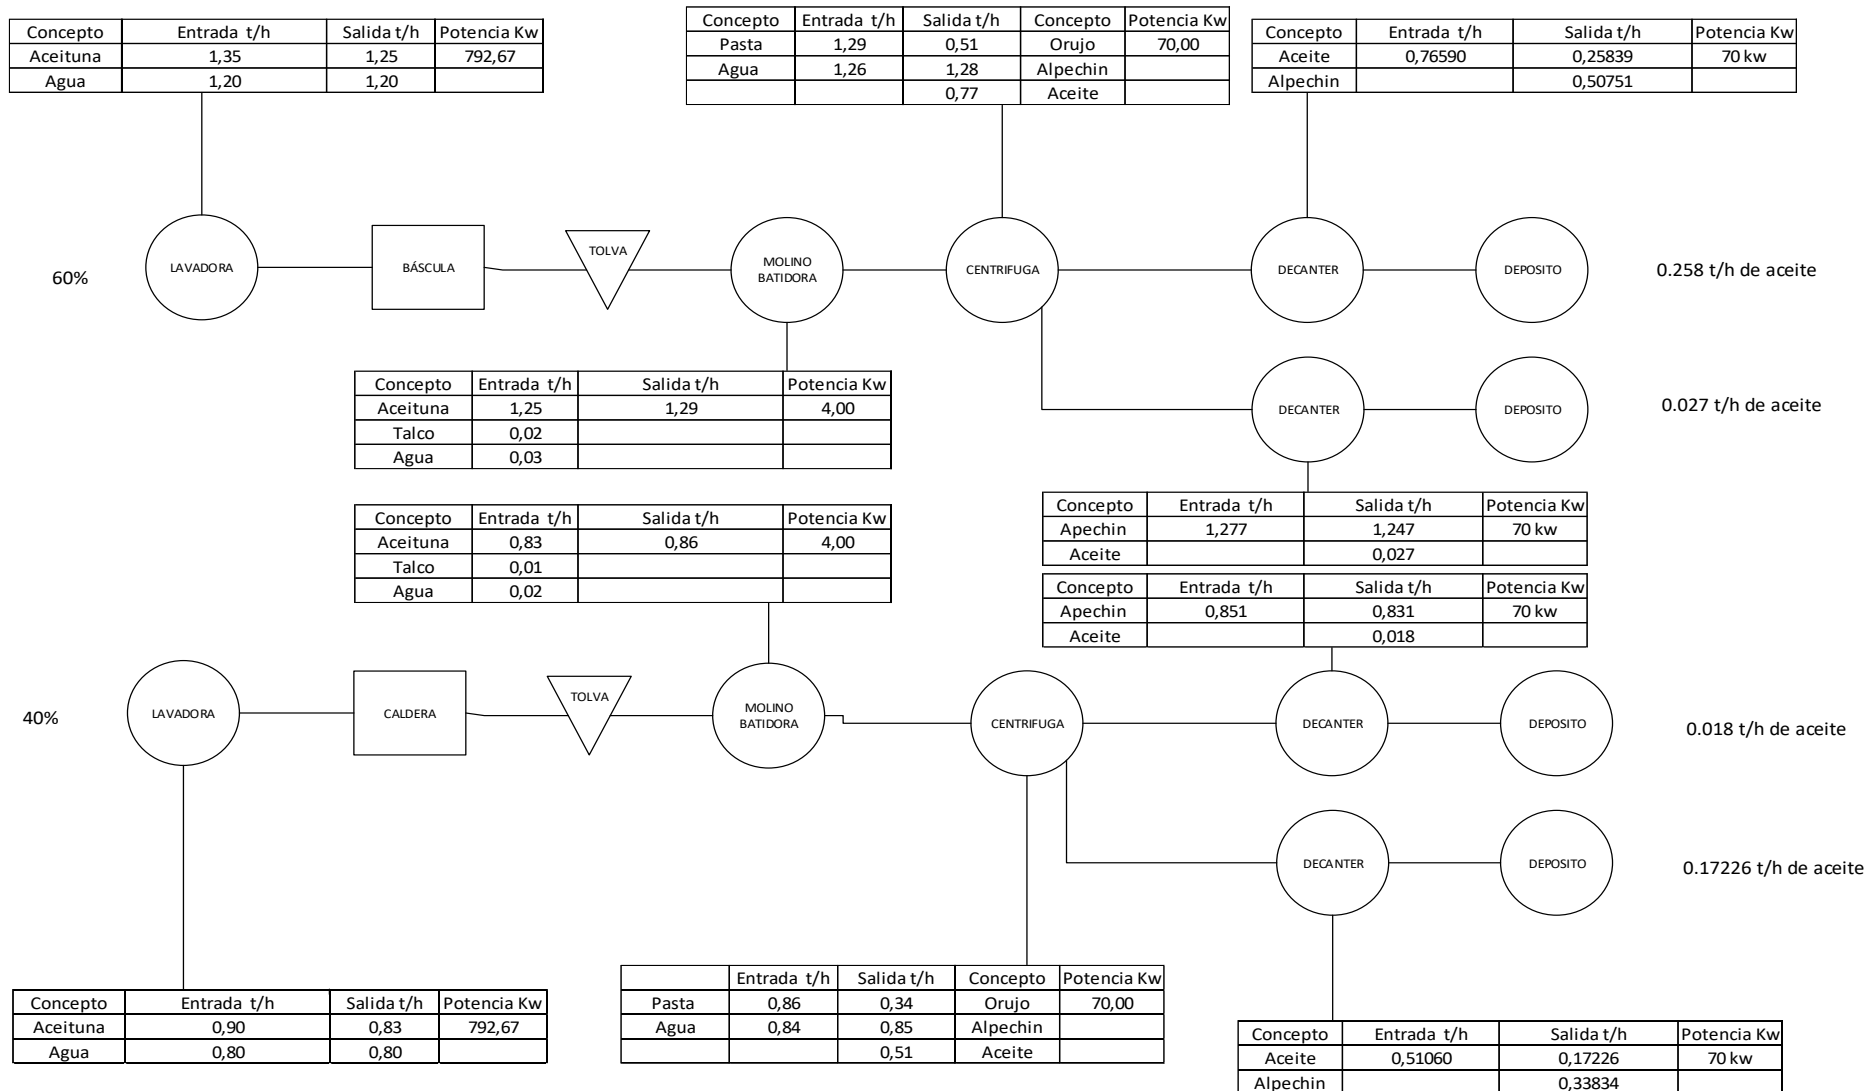 Concepto Entrada t/h Salida t/h Potencia Kw
Aceituna 1,35 1,25 792,67
Agua 1,20 1,20
Concepto Entrada t/h Salida t/h Concepto Potencia Kw
Pasta 1,29 0,51 Orujo 70,00
Agua 1,26 1,28 Alpechin
0,77 Aceite
Concepto Entrada t/h Salida t/h Potencia Kw
Aceite 0,76590 0,25839 70 kw
Alpechin 0,50751
60%
LAVADORA
BÁSCULA
TOLVA
MOLINO
BATIDORA
CENTRIFUGA
DECANTER
DEPOSITO
0.258 t/h de aceite
DECANTER
DEPOSITO
0.027 t/h de aceite
Concepto Entrada t/h Salida t/h Potencia Kw
Aceituna 1,25 1,29 4,00
Talco 0,02
Agua 0,03
Concepto Entrada t/h Salida t/h Potencia Kw
Apechin 1,277 1,247 70 kw
Aceite 0,027
Concepto Entrada t/h Salida t/h Potencia Kw
Aceituna 0,83 0,86 4,00
Talco 0,01
Agua 0,02
Concepto Entrada t/h Salida t/h Potencia Kw
Apechin 0,851 0,831 70 kw
Aceite 0,018
40%
LAVADORA
CALDERA
TOLVA
MOLINO
BATIDORA
CENTRIFUGA
DECANTER
DEPOSITO
0.018 t/h de aceite
DECANTER
DEPOSITO
0.17226 t/h de aceite
Concepto Entrada t/h Salida t/h Potencia Kw
Aceituna 0,90 0,83 792,67
Agua 0,80 0,80
Entrada t/h Salida t/h Concepto Potencia Kw
Pasta 0,86 0,34 Orujo 70,00
Agua 0,84 0,85 Alpechin
0,51 Aceite
Concepto Entrada t/h Salida t/h Potencia Kw
Aceite 0,51060 0,17226 70 kw
Alpechin 0,33834